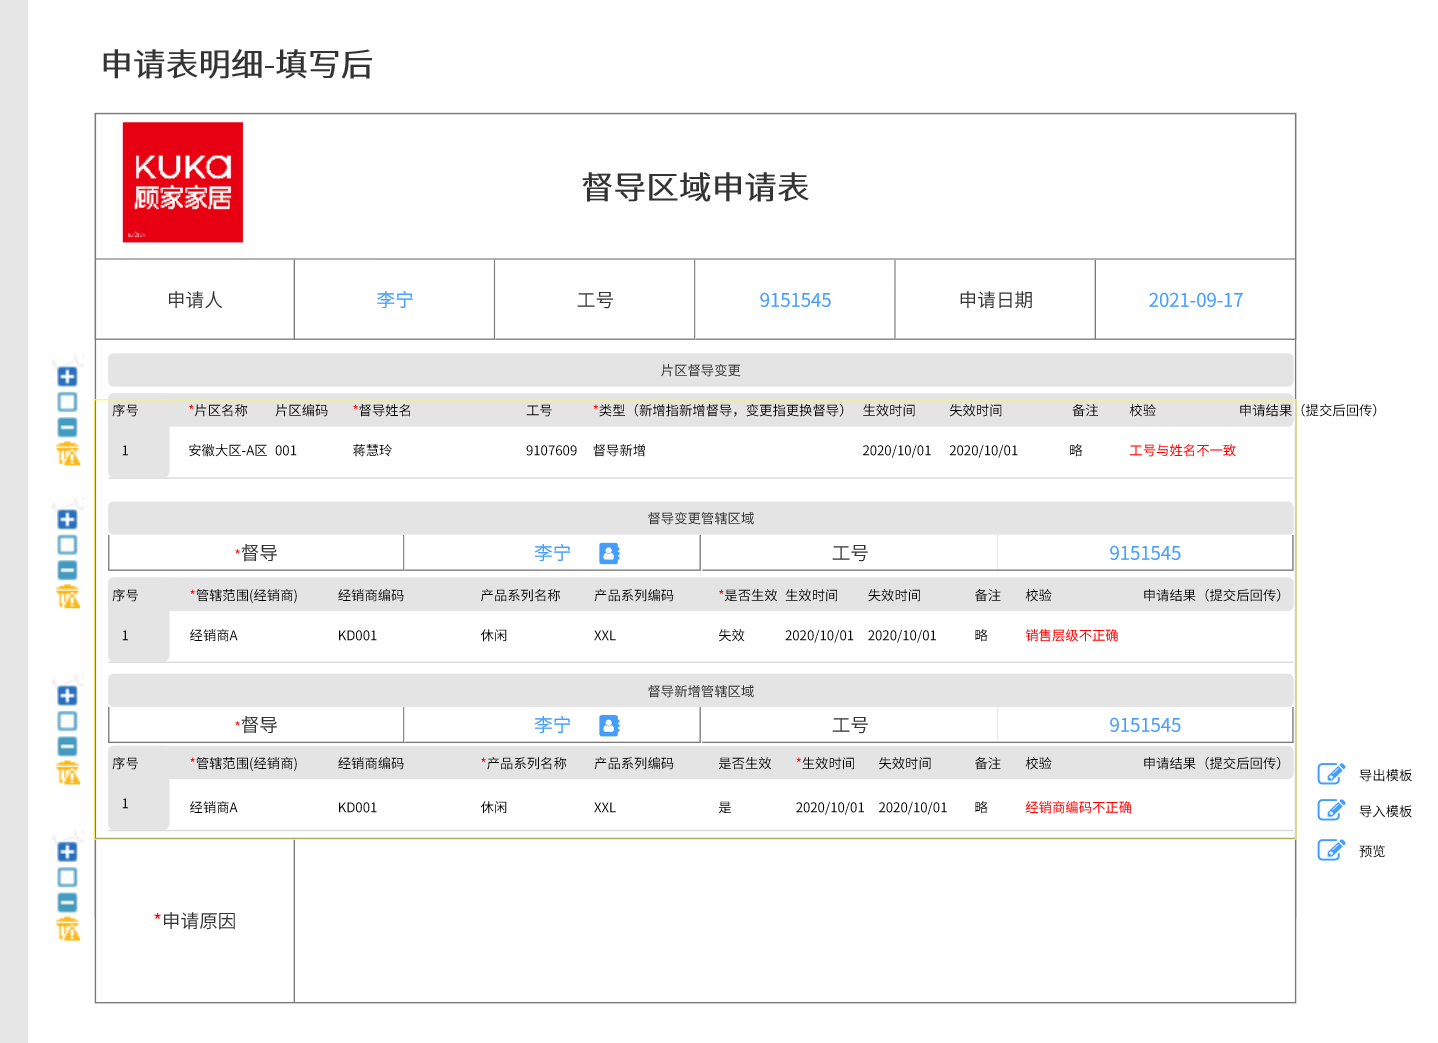 申请表明细-填写后
KUKa
顾家家居
督导区域申请表
申请人 李宁 工号 9151545 申请日期 2021-09-17
片区督导变更
序号 *片区名称 片区编码 *督导姓名 工号 *类型（新增指新增督导，变更指更换督导） 生效时间 失效时间 备注 校验 申请结果（提交后回传）
1 安徽大区-A区 001 蒋慧玲 9107609 督导新增 2020/10/01 2020/10/01 略 工号与姓名不一致
督导变更管辖区域
*督导 李宁 工号 9151545
序号 *管辖范围(经销商) 经销商编码 产品系列名称 产品系列编码 *是否生效 生效时间 失效时间 备注 校验 申请结果（提交后回传）
1 经销商A KD001 休闲 XXL 失效 2020/10/01 2020/10/01 略 销售层级不正确
督导新增管辖区域
*督导 李宁 工号 9151545
序号 *管辖范围(经销商) 经销商编码 *产品系列名称 产品系列编码 是否生效 *生效时间 失效时间 备注 校验 申请结果（提交后回传）
1 经销商A KD001 休闲 XXL 是 2020/10/01 2020/10/01 略 经销商编码不正确
导出模板
导入模板
预览
*申请原因